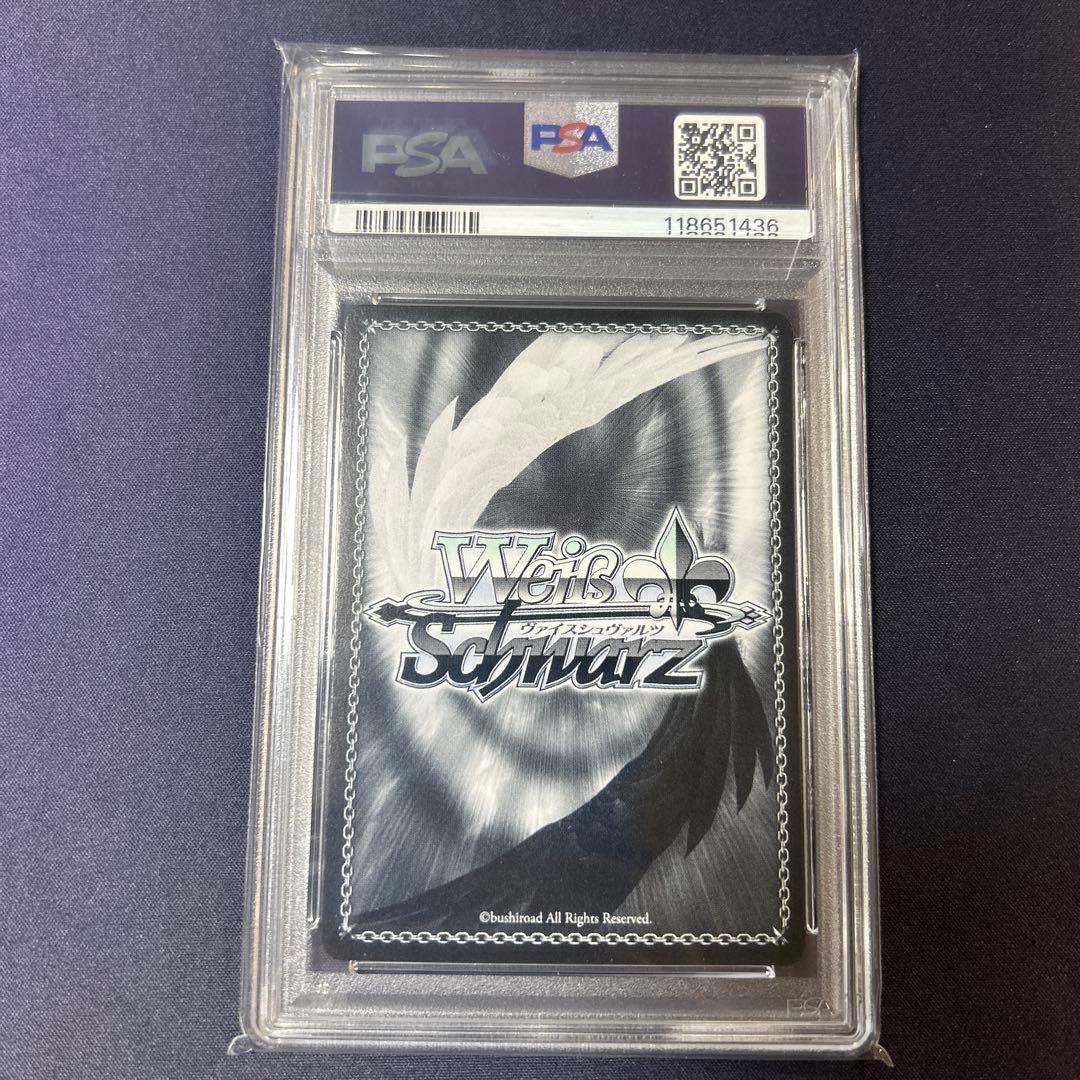 PSA
PSA
118651436
Weiß
ヴァイスシュヴァルツ
Schwarz
©bushiroad All Rights Reserved.
PSA